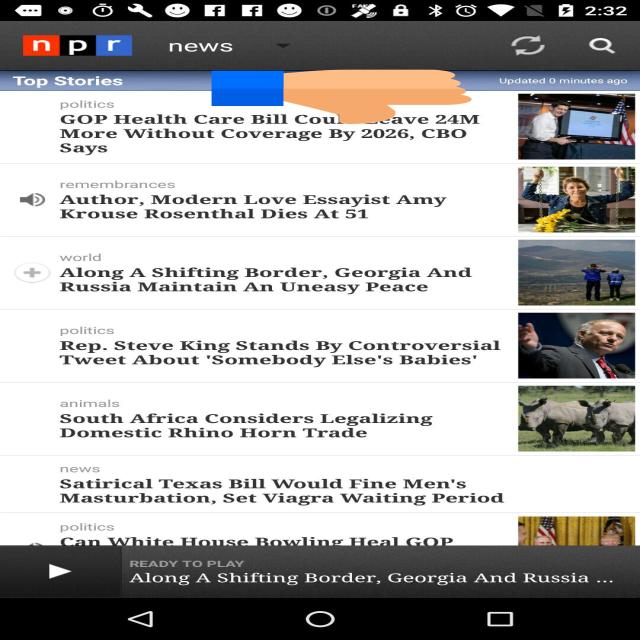 2:32
npr news
Top Stories
Updated 0 minutes ago
politics
GOP Health Care Bill Could Leave 24M
More Without Coverage By 2026, CBO
Says
remembrances
Author, Modern Love Essayist Amy
Krouse Rosenthal Dies At 51
world
Along A Shifting Border, Georgia And
Russia Maintain An Uneasy Peace
politics
Rep. Steve King Stands By Controversial
Tweet About 'Somebody Else's Babies'
animals
South Africa Considers Legalizing
Domestic Rhino Horn Trade
news
Satirical Texas Bill Would Fine Men's
Masturbation, Set Viagra Waiting Period
politics
Can White House Bowling Heal GOP
READY TO PLAY
Along A Shifting Border, Georgia And Russia ...